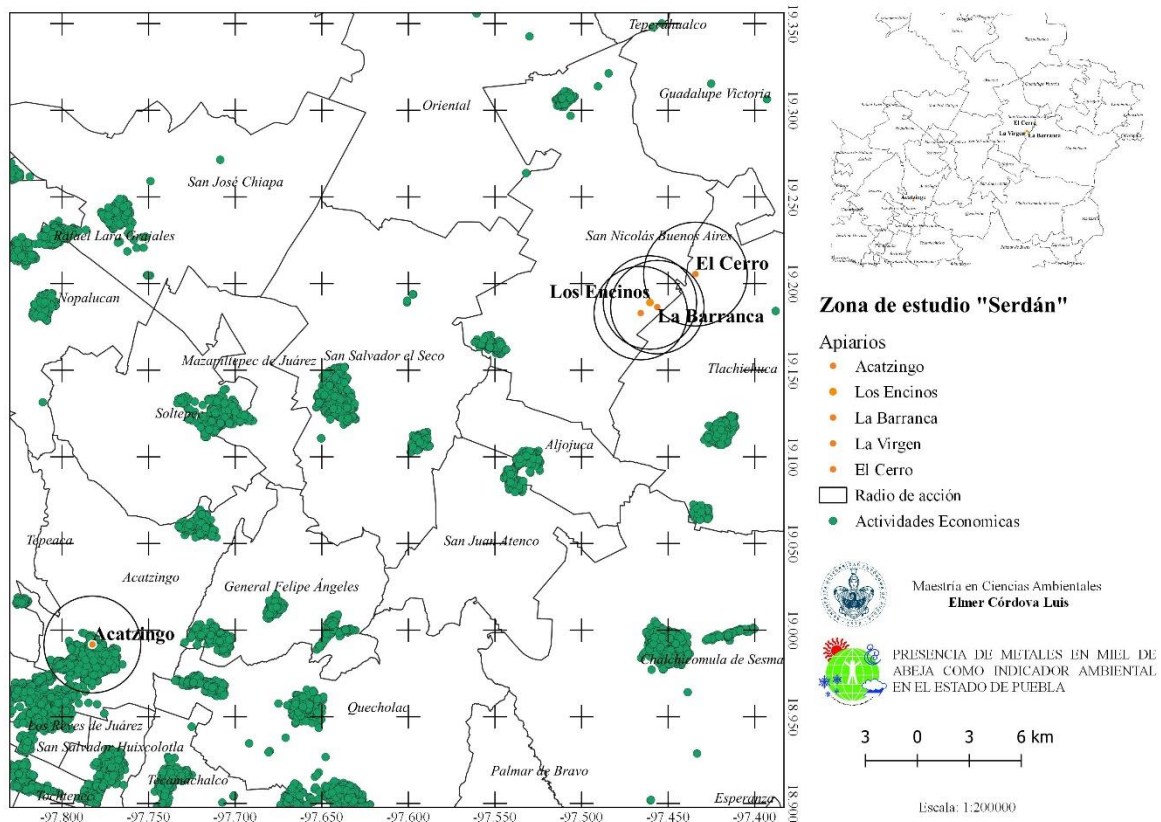 Tepeyahualco
Oriental
Guadalupe Victoria
San José Chiapa
Rafael Lara Grajales
San Nicolás Buenos Aires
El Cerro
Nopalucan
Los Encinos
La Barranca
Mazapiltepec de Juárez
San Salvador el Seco
Tlachichuca
Soltepec
Aljojuca
Tepeaca
San Juan Atenco
Acatzingo
General Felipe Ángeles
Acatzingo
Chalchicomula de Sesma
Los Reyes de Juárez
Quecholac
San Salvador Huixcolotla
Tecamachalco
Palmar de Bravo
Tochtepec
Esperanza
-97.800
-97.750
-97.700
-97.650
-97.600
-97.550
-97.500
-97.450
-97.400
19.350
19.300
19.250
19.200
19.150
19.100
19.050
19.000
18.950
18.900
El Cerro
La Virgen
La Barranca
Acatzingo
Zona de estudio "Serdán"
Apiarios
Acatzingo
Los Encinos
La Barranca
La Virgen
El Cerro
Radio de acción
Actividades Economicas
Maestría en Ciencias Ambientales
Elmer Córdova Luis
PRESENCIA DE METALES EN MIEL DE
ABEJA COMO INDICADOR AMBIENTAL
EN EL ESTADO DE PUEBLA
3 0 3 6 km
Escala: 1:200000